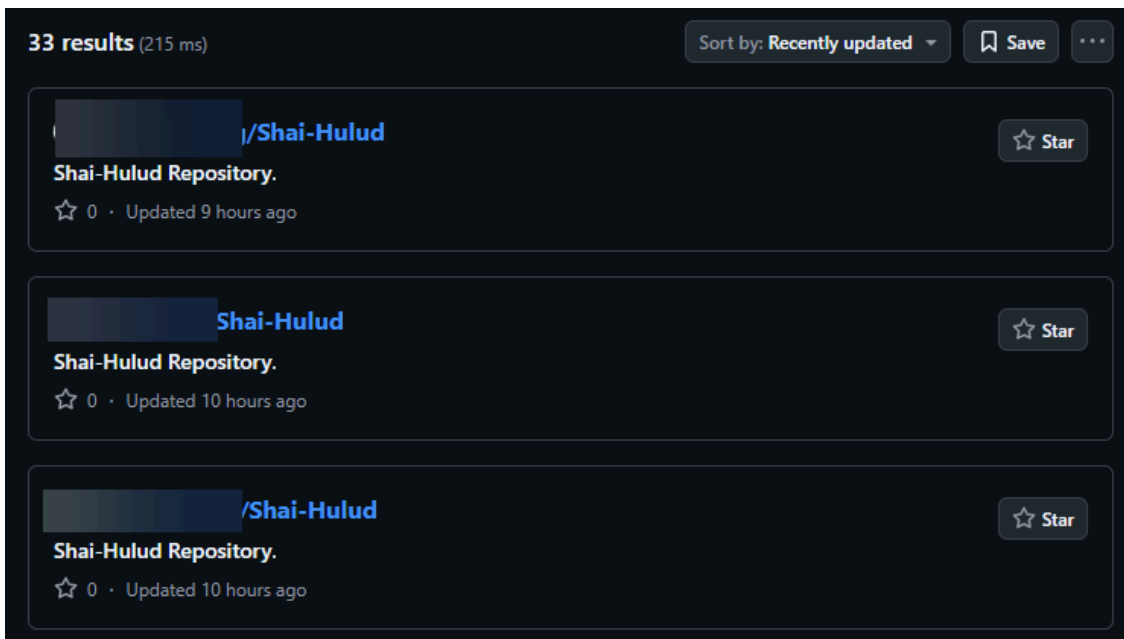 33 results (215 ms)
Sort by: Recently updated
Save
/Shai-Hulud
Star
Shai-Hulud Repository.
0 · Updated 9 hours ago
Shai-Hulud
Star
Shai-Hulud Repository.
0 · Updated 10 hours ago
/Shai-Hulud
Star
Shai-Hulud Repository.
0 · Updated 10 hours ago